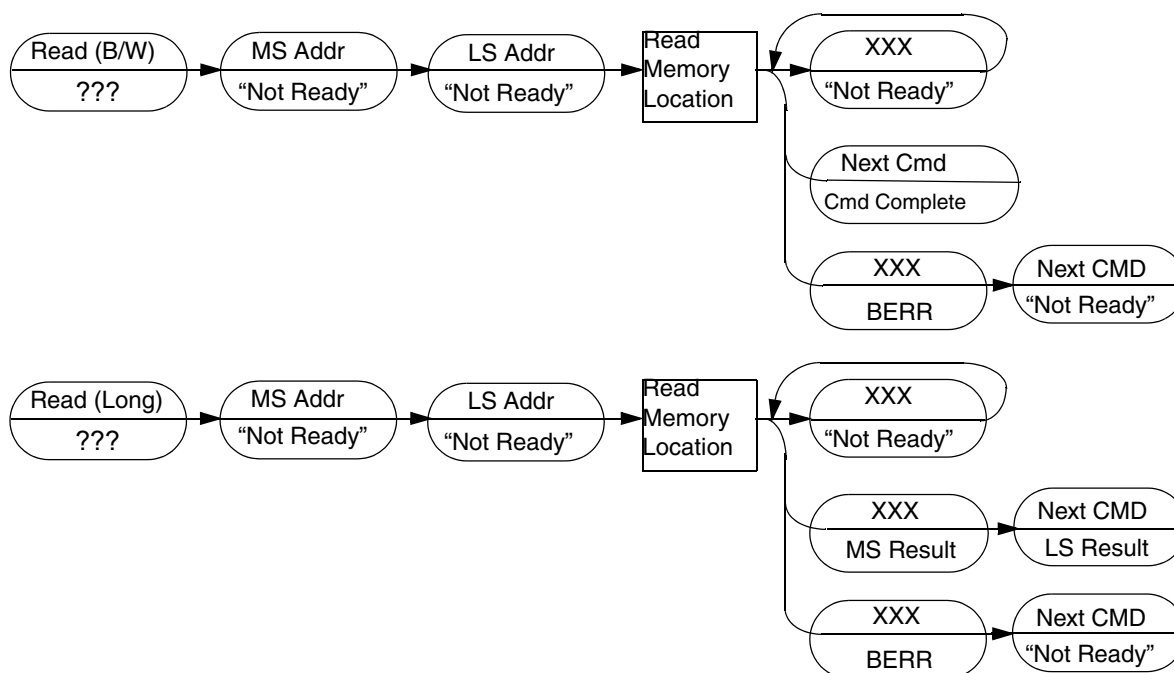 Read (B/W)
???
MS Addr
“Not Ready”
LS Addr
“Not Ready”
Read
Memory
Location
XXX
“Not Ready”
Next Cmd
Cmd Complete
XXX
BERR
Next CMD
“Not Ready”
Read (Long)
???
MS Addr
“Not Ready”
LS Addr
“Not Ready”
Read
Memory
Location
XXX
“Not Ready”
XXX
MS Result
Next CMD
LS Result
XXX
BERR
Next CMD
“Not Ready”